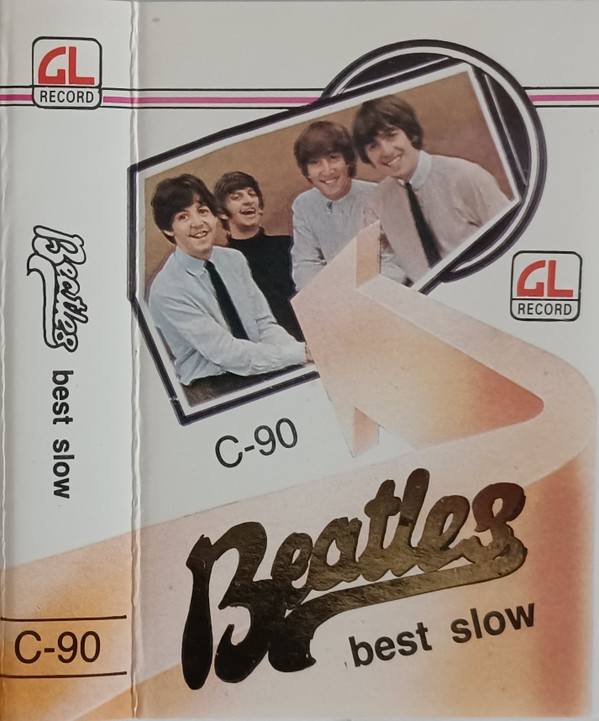 GL
RECORD
Beatles best slow
C-90
GL
RECORD
C-90
Beatles
best slow